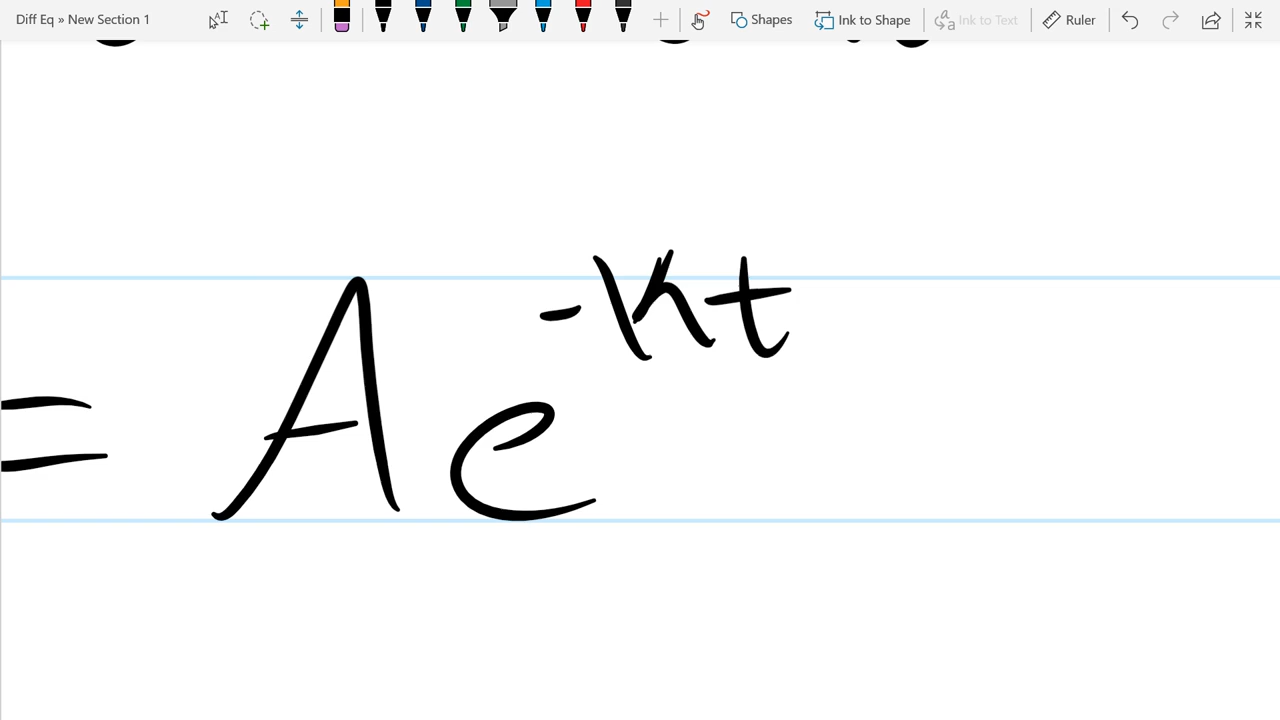 Diff Eq » New Section 1 Shapes Ink to Shape Ink to Text Ruler
= Ae^{-Kt}